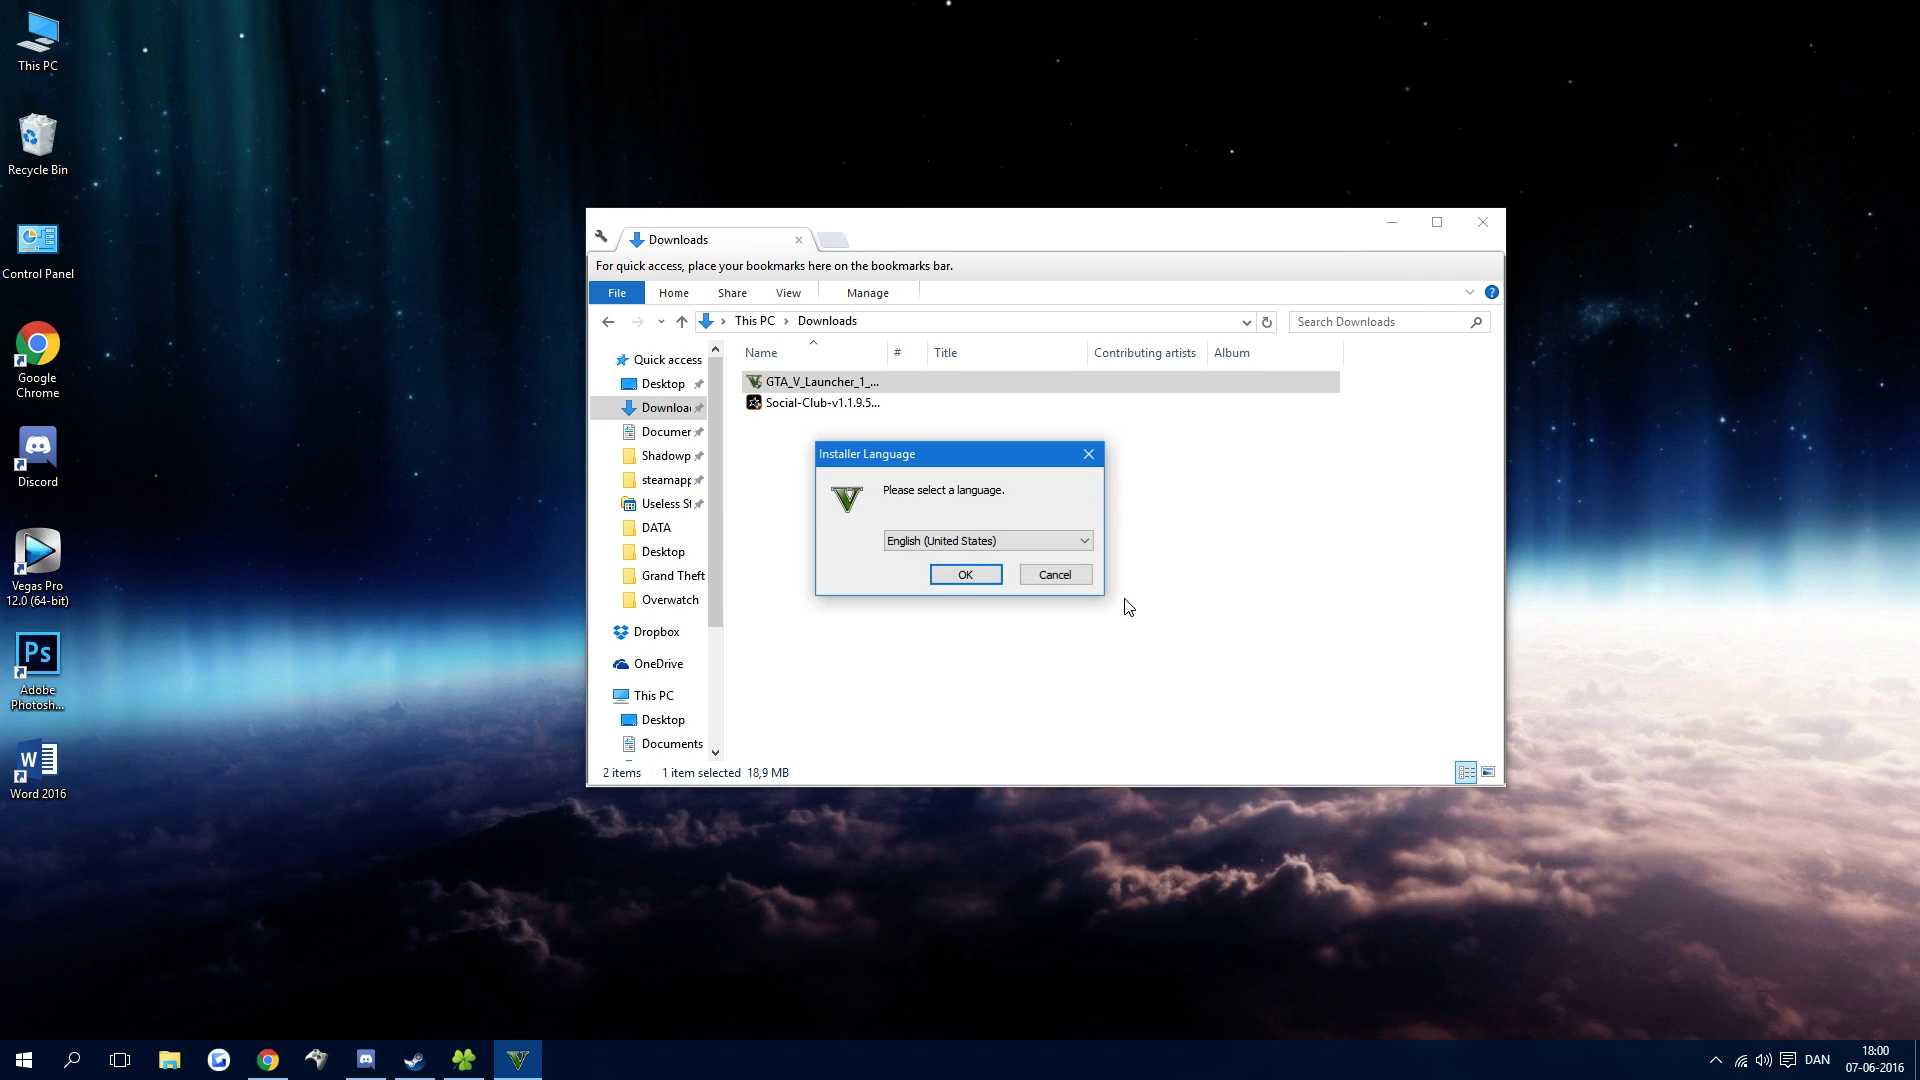 This PC
Recycle Bin
Control Panel
Google
Chrome
Discord
Vegas Pro
12.0 (64-bit)
Ps
Adobe
Photosh...
W
Word 2016
Downloads
For quick access, place your bookmarks here on the bookmarks bar.
File Home Share View Manage
This PC Downloads
Search Downloads
Name # Title Contributing artists Album
Quick access
Desktop
Downloa
Documer
Shadowp
steamapp
Useless St
DATA
Desktop
Grand Theft
Overwatch
Dropbox
OneDrive
This PC
Desktop
Documents
GTA_V_Launcher_1_...
Social-Club-v1.1.9.5...
Installer Language
Please select a language.
English (United States)
OK Cancel
2 items 1 item selected 18,9 MB
DAN
18:00
07-06-2016